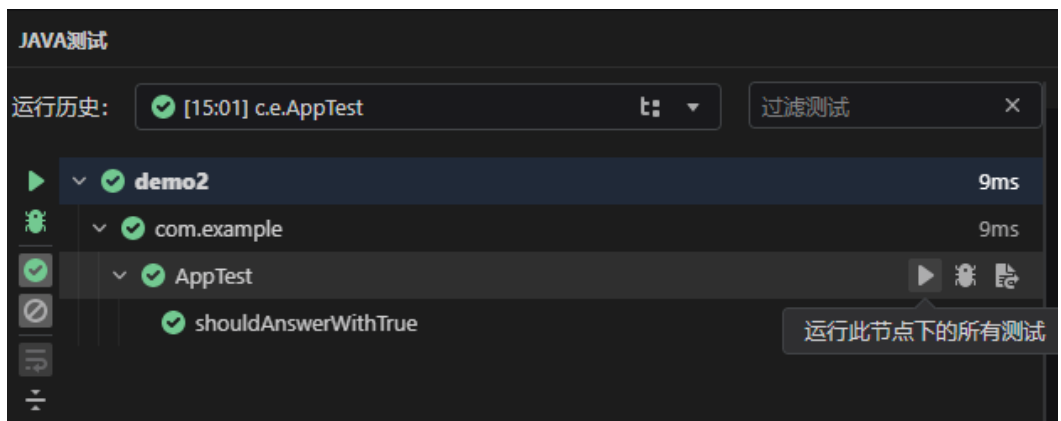 JAVA测试
运行历史: [15:01] c.e.AppTest 过滤测试
demo2 9ms
com.example 9ms
AppTest
shouldAnswerWithTrue
运行此节点下的所有测试